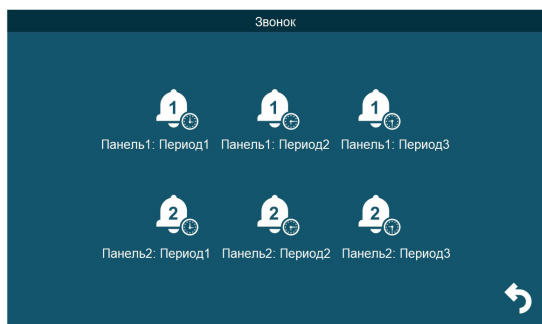 Звонок
1 1 1
Панель1: Период1 Панель1: Период2 Панель1: Период3
2 2 2
Панель2: Период1 Панель2: Период2 Панель2: Период3